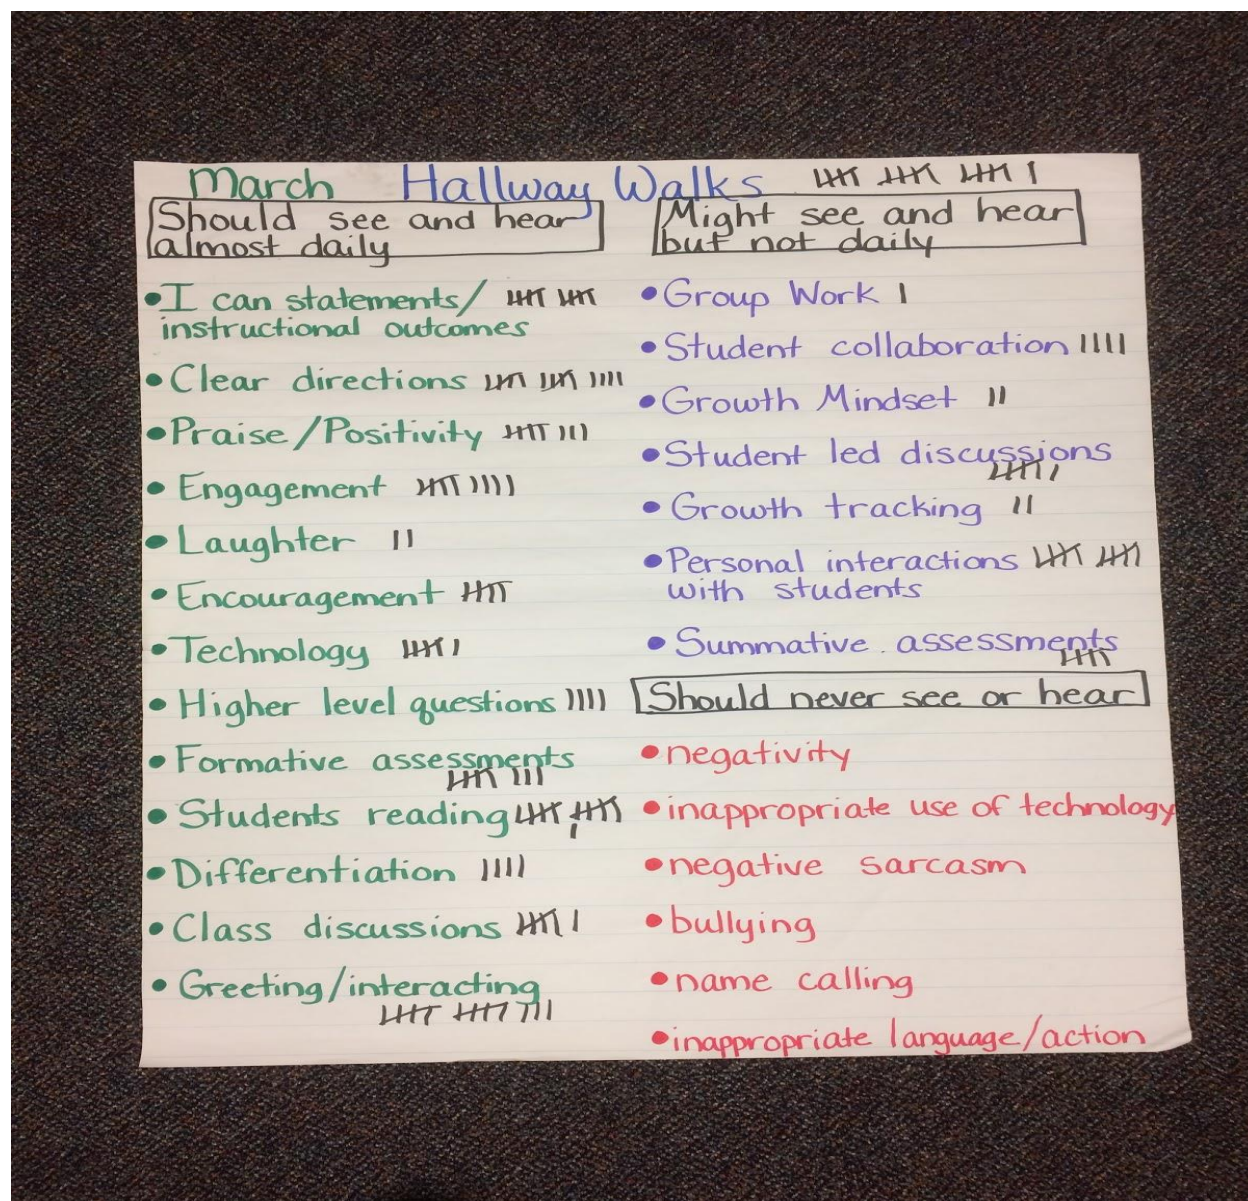 March Hallway Walks
Should see and hear
almost daily
• I can statements/
instructional outcomes
• Clear directions
• Praise/Positivity
• Engagement
• Laughter
• Encouragement
• Technology
• Higher level questions
• Formative assessments
• Students reading
• Differentiation
• Class discussions
• Greeting/interacting
Might see and hear
but not daily
• Group Work
• Student collaboration
• Growth Mindset
• Student led discussions
• Growth tracking
• Personal interactions
with students
• Summative assessments
Should never see or hear
• negativity
• inappropriate use of technology
• negative sarcasm
• bullying
• name calling
• inappropriate language/action